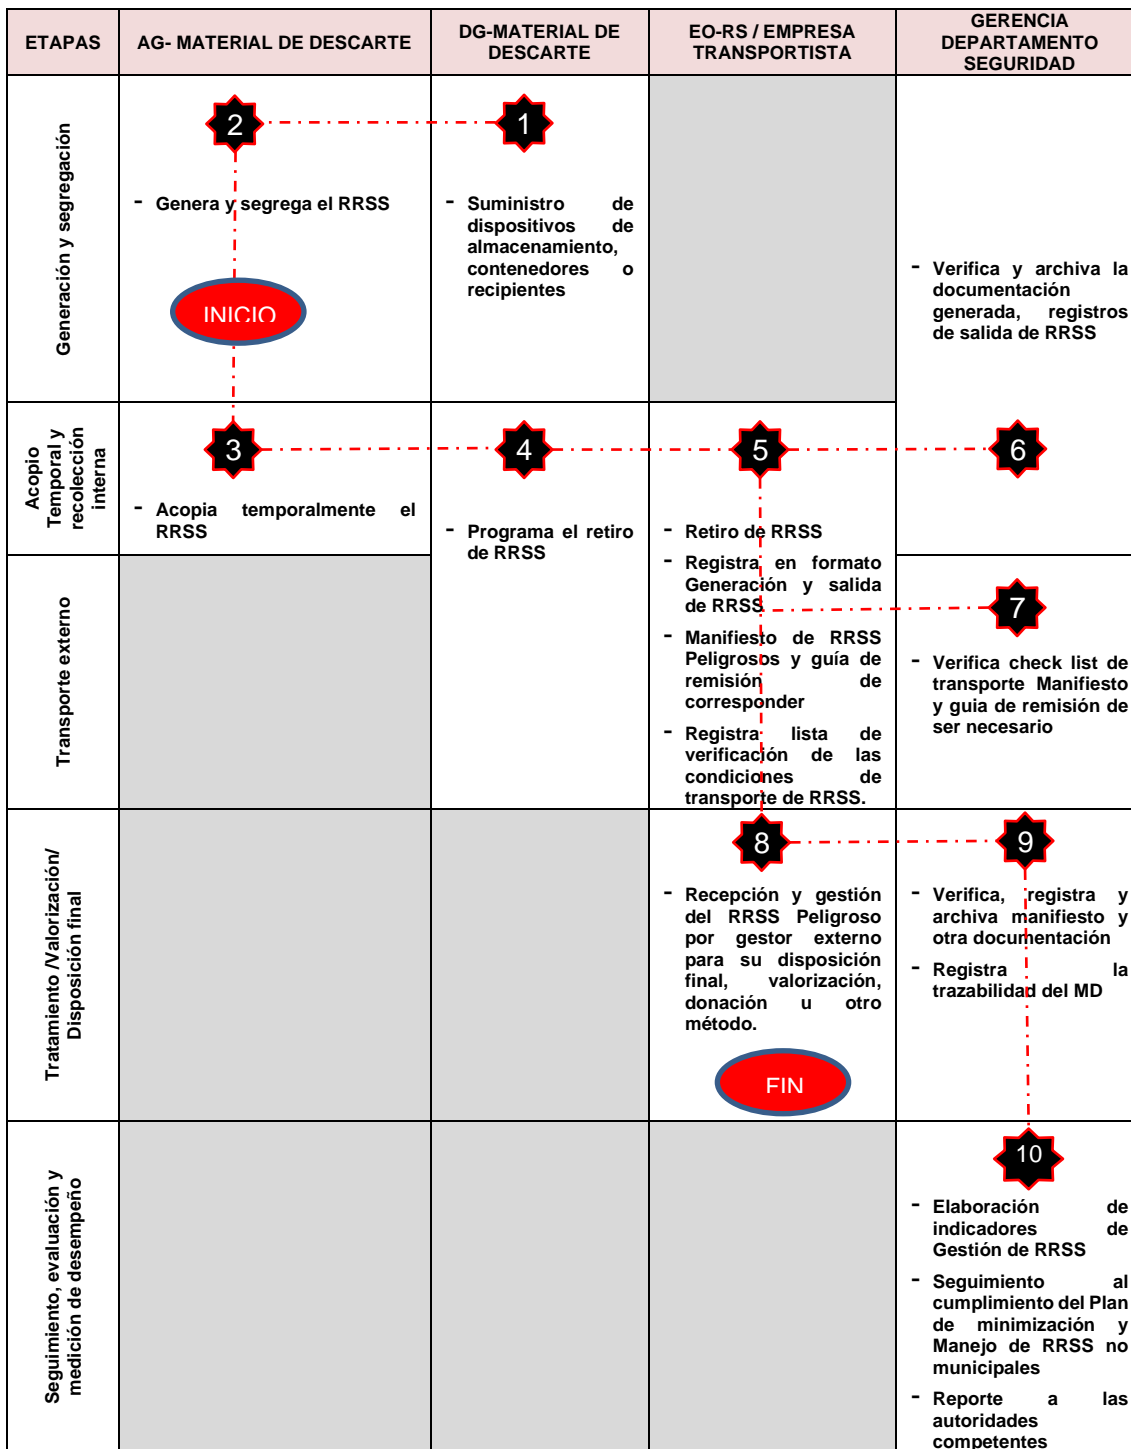 ETAPAS
AG- MATERIAL DE DESCARTE
DG-MATERIAL DE
DESCARTE
EO-RS / EMPRESA
TRANSPORTISTA
GERENCIA
DEPARTAMENTO
SEGURIDAD
Generación y segregación
2
- Genera y segrega el RRSS
INICIO
1
- Suministro de
dispositivos de
almacenamiento,
contenedores o
recipientes
- Verifica y archiva la
documentación
generada, registros
de salida de RRSS
Acopio
Temporal y
recolección
interna
3
- Acopia temporalmente el
RRSS
4
- Programa el retiro
de RRSS
5
- Retiro de RRSS
- Registra en formato
Generación y salida
de RRSS
- Manifiesto de RRSS
Peligrosos y guía de
remisión de
corresponder
- Registra lista de
verificación de las
condiciones de
transporte de RRSS.
6
Transporte externo
7
- Verifica check list de
transporte Manifiesto
y guia de remisión de
ser necesario
Tratamiento /Valorización/
Disposición final
8
- Recepción y gestión
del RRSS Peligroso
por gestor externo
para su disposición
final, valorización,
donación u otro
método.
FIN
9
- Verifica, registra y
archiva manifiesto y
otra documentación
- Registra la
trazabilidad del MD
Seguimiento, evaluación y
medición de desempeño
10
- Elaboración de
indicadores de
Gestión de RRSS
- Seguimiento al
cumplimiento del Plan
de minimización y
Manejo de RRSS no
municipales
- Reporte a las
autoridades
competentes